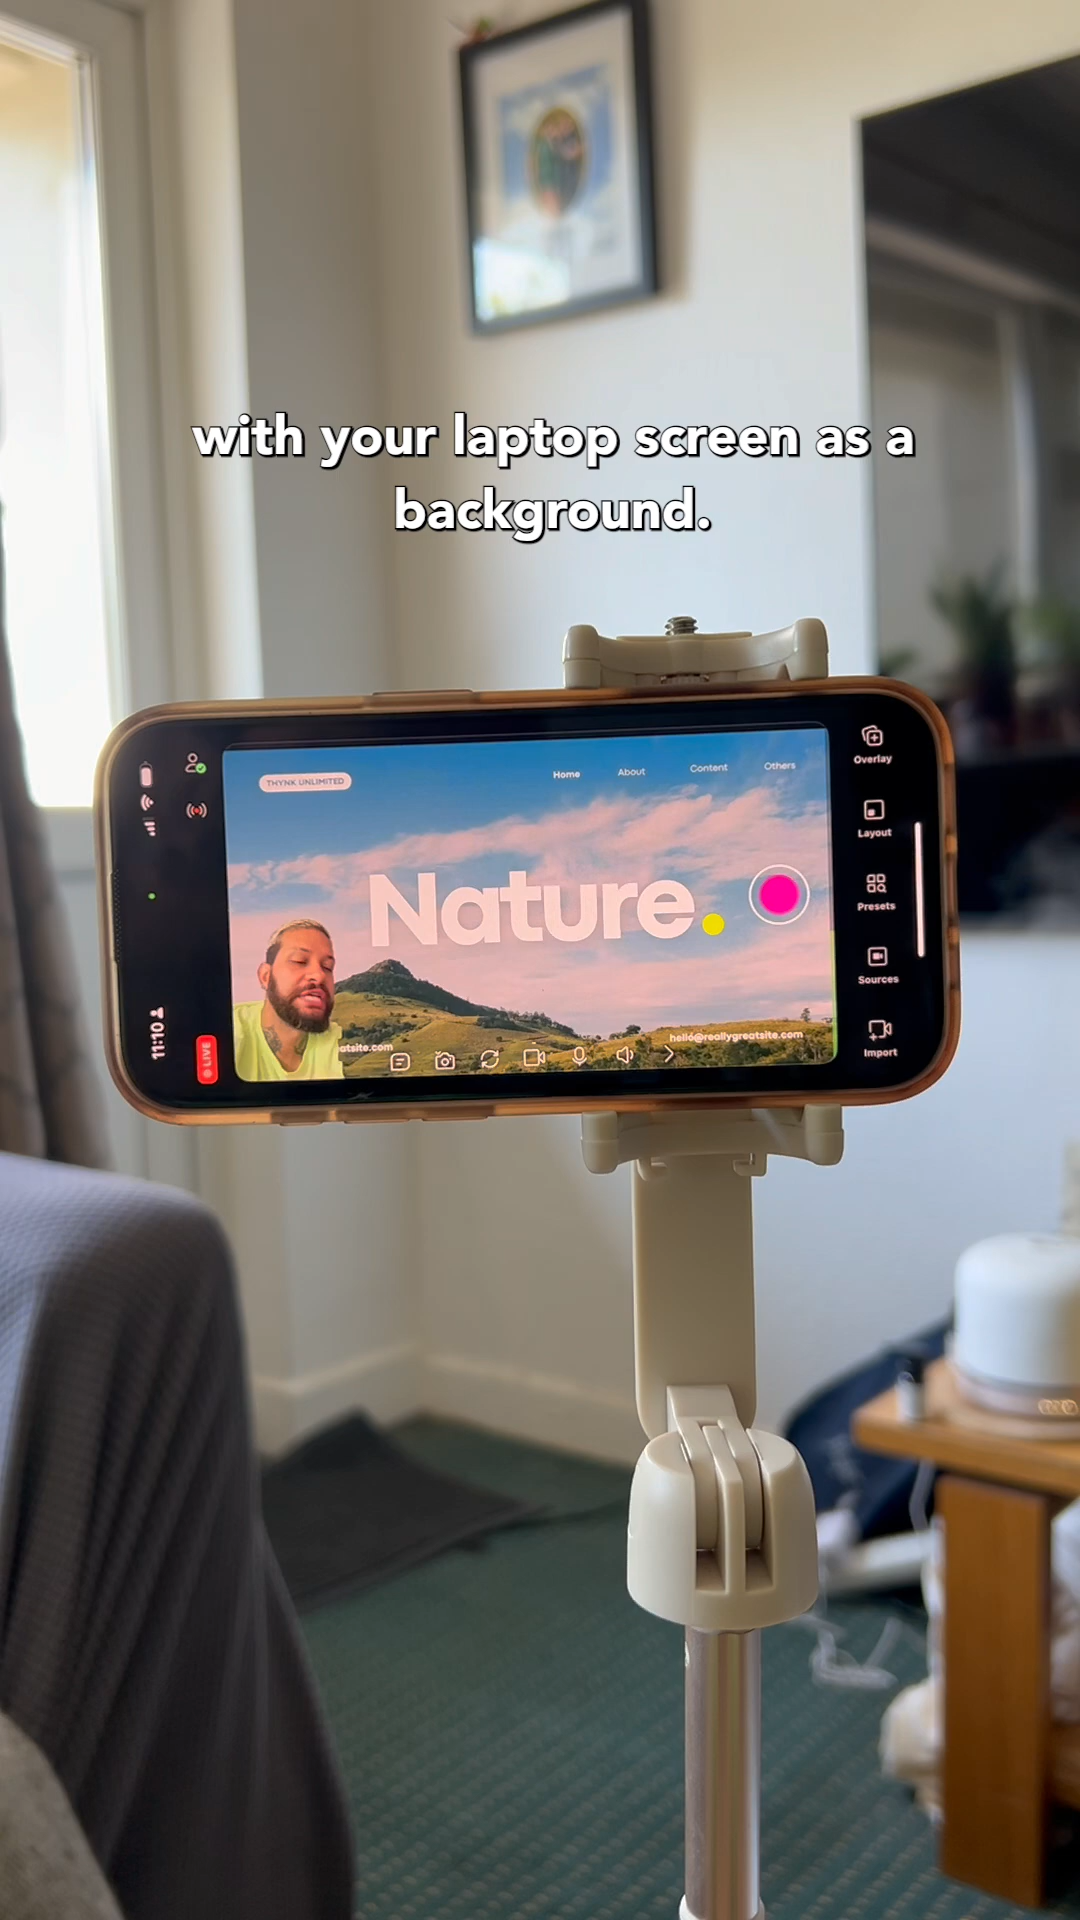 with your laptop screen as a
background.
THYNK UNLIMITED
Home
About
Content
Others
Nature.
atsite.com
hello@reallygreatsite.com
11:10
LIVE
Overlay
Layout
Presets
Sources
Import